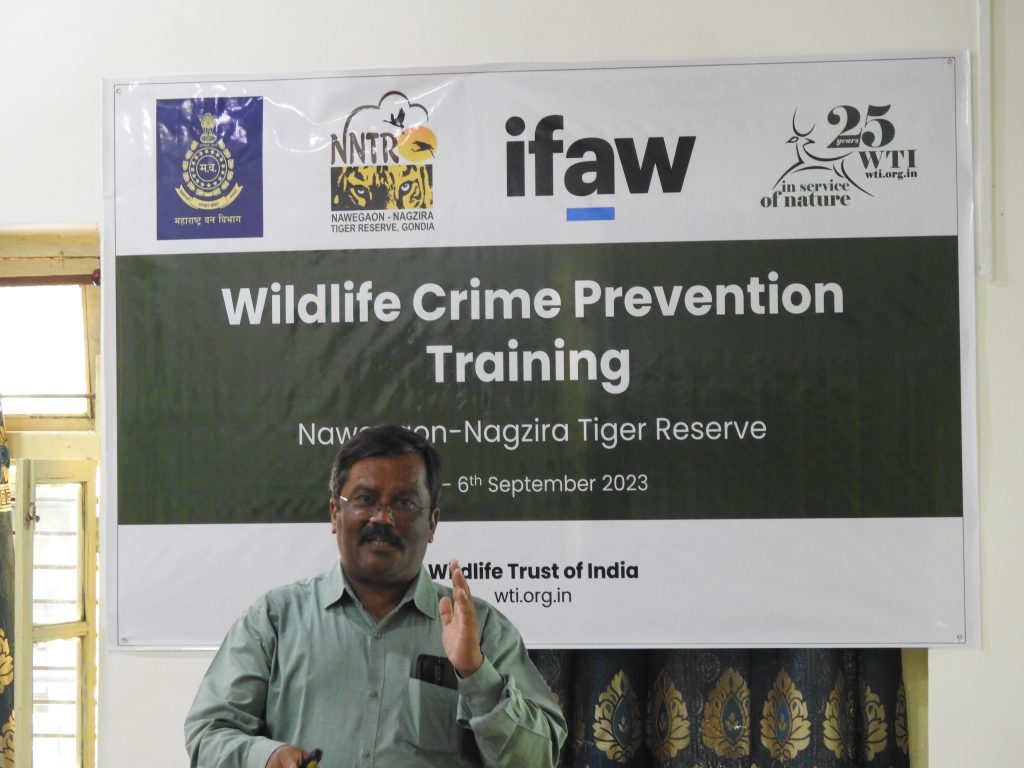 महाराष्ट्र वन विभाग
म.व.
NNTR
NAWEGAON - NAGZIRA
TIGER RESERVE, GONDIA
ifaw
25
years
WTI
wti.org.in
in service
of nature
Wildlife Crime Prevention
Training
-Nagzira Tiger Reserve
- 6th September 2023
Wildlife Trust of India
wti.org.in